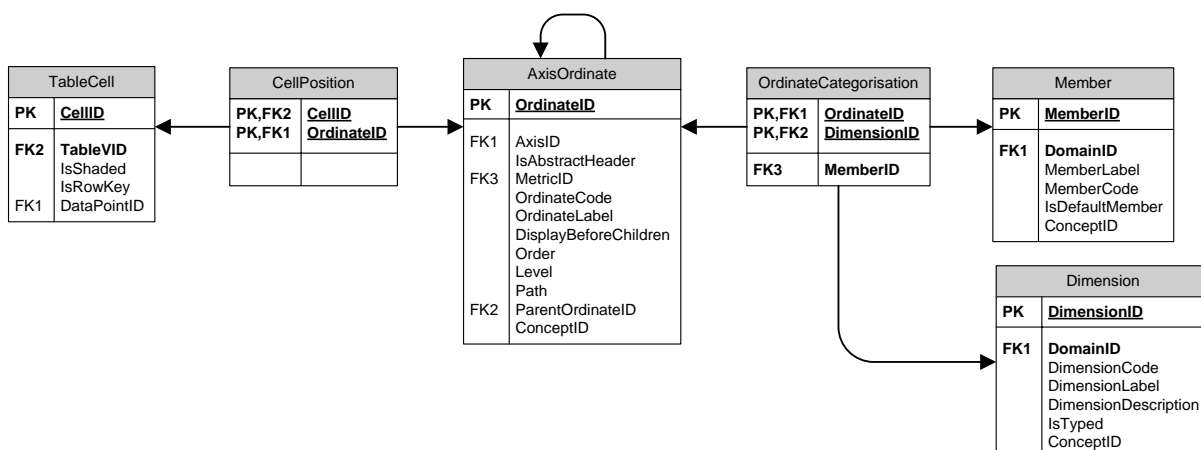 TableCell
PK CellID
FK2 TableVID
IsShaded
IsRowKey
FK1 DataPointID
CellPosition
PK,FK2 CellID
PK,FK1 OrdinateID
AxisOrdinate
PK OrdinateID
FK1 AxisID
IsAbstractHeader
FK3 MetricID
OrdinateCode
OrdinateLabel
DisplayBeforeChildren
Order
Level
Path
FK2 ParentOrdinateID
ConceptID
OrdinateCategorisation
PK,FK1 OrdinateID
PK,FK2 DimensionID
FK3 MemberID
Member
PK MemberID
FK1 DomainID
MemberLabel
MemberCode
IsDefaultMember
ConceptID
Dimension
PK DimensionID
FK1 DomainID
DimensionCode
DimensionLabel
DimensionDescription
IsTyped
ConceptID